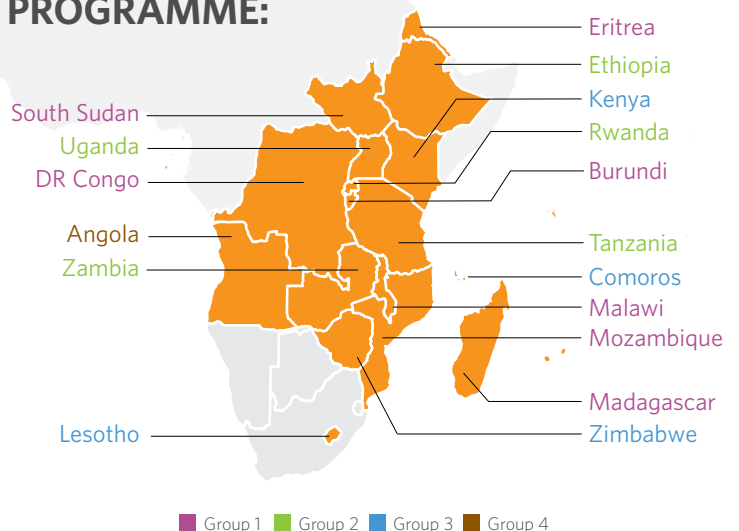 PROGRAMME:
Eritrea
Ethiopia
South Sudan
Kenya
Uganda
Rwanda
DR Congo
Burundi
Angola
Tanzania
Zambia
Comoros
Malawi
Mozambique
Madagascar
Lesotho
Zimbabwe
Group 1 Group 2 Group 3 Group 4